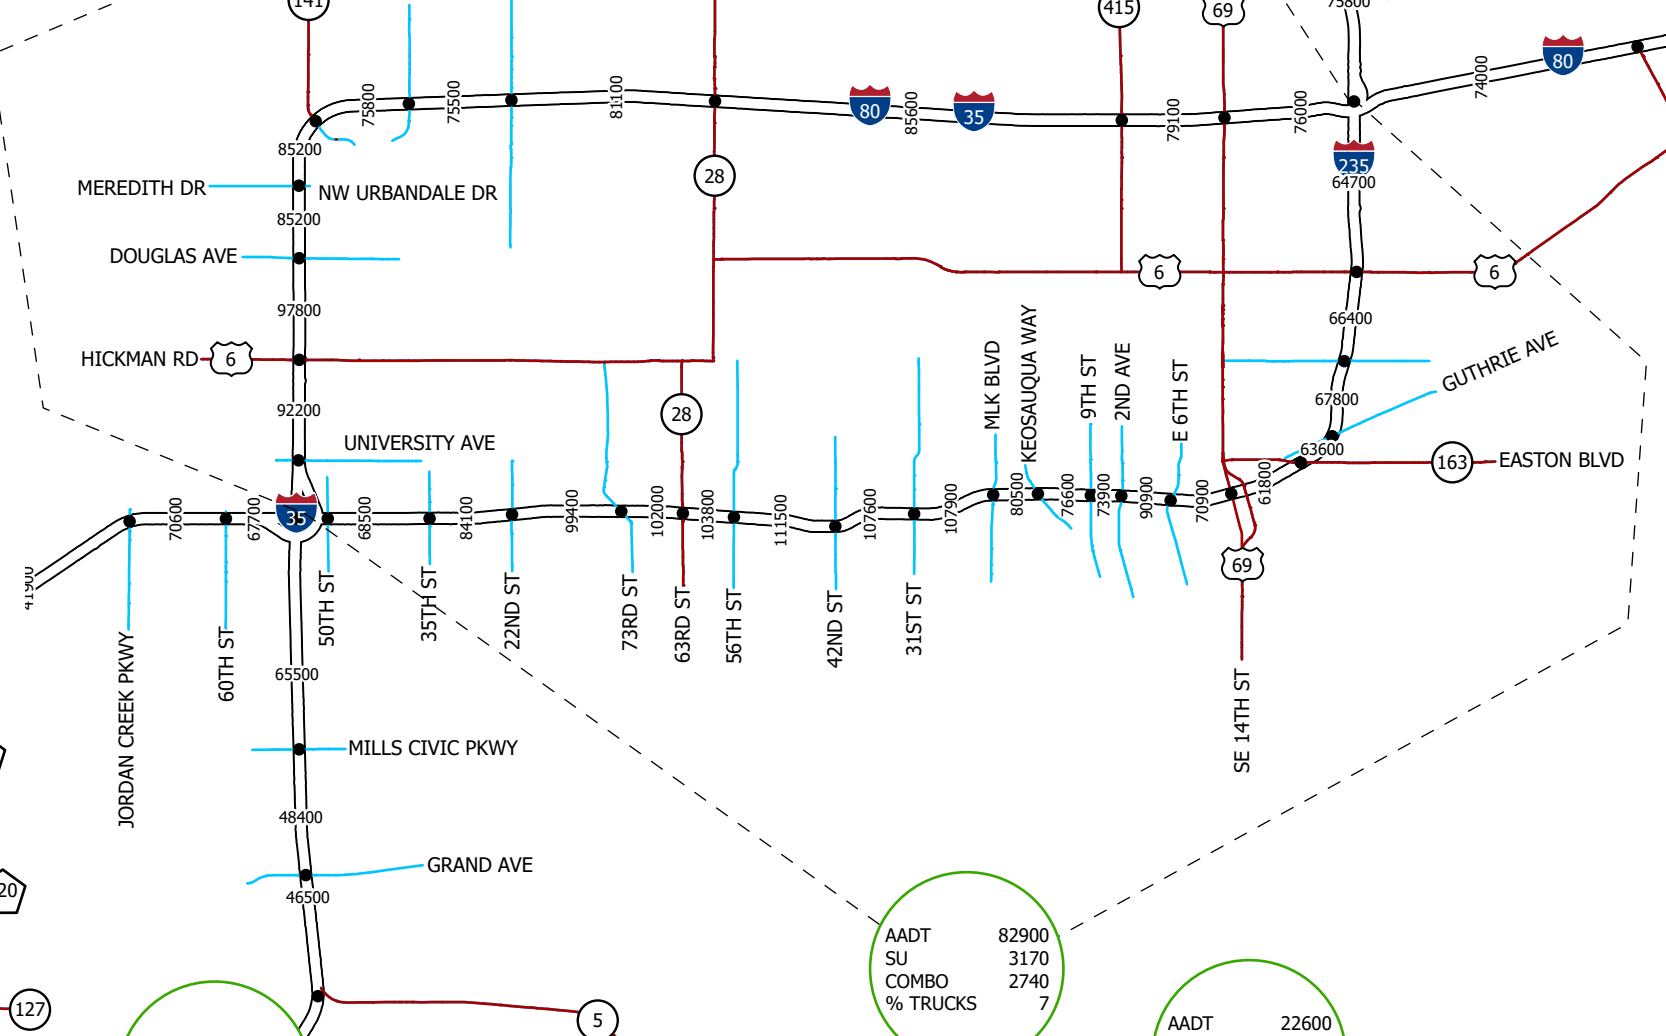 141
415
69
75800
80
75800
75500
81100
80
35
85600
79100
76000
74000
85200
235
64700
MEREDITH DR
NW URBANDALE DR
28
85200
DOUGLAS AVE
6
6
97800
66400
HICKMAN RD
6
MLK BLVD
KEOSAUQUA WAY
9TH ST
2ND AVE
E 6TH ST
GUTHRIE AVE
67800
92200
28
UNIVERSITY AVE
63600
163
EASTON BLVD
41900
70600
67700
35
68500
84100
99400
102000
103800
111500
107600
107900
80500
76600
73900
90900
70900
61800
69
JORDAN CREEK PKWY
60TH ST
50TH ST
35TH ST
22ND ST
73RD ST
63RD ST
56TH ST
42ND ST
31ST ST
SE 14TH ST
65500
MILLS CIVIC PKWY
48400
GRAND AVE
46500
20
127
5
AADT 82900
SU 3170
COMBO 2740
% TRUCKS 7
AADT 22600